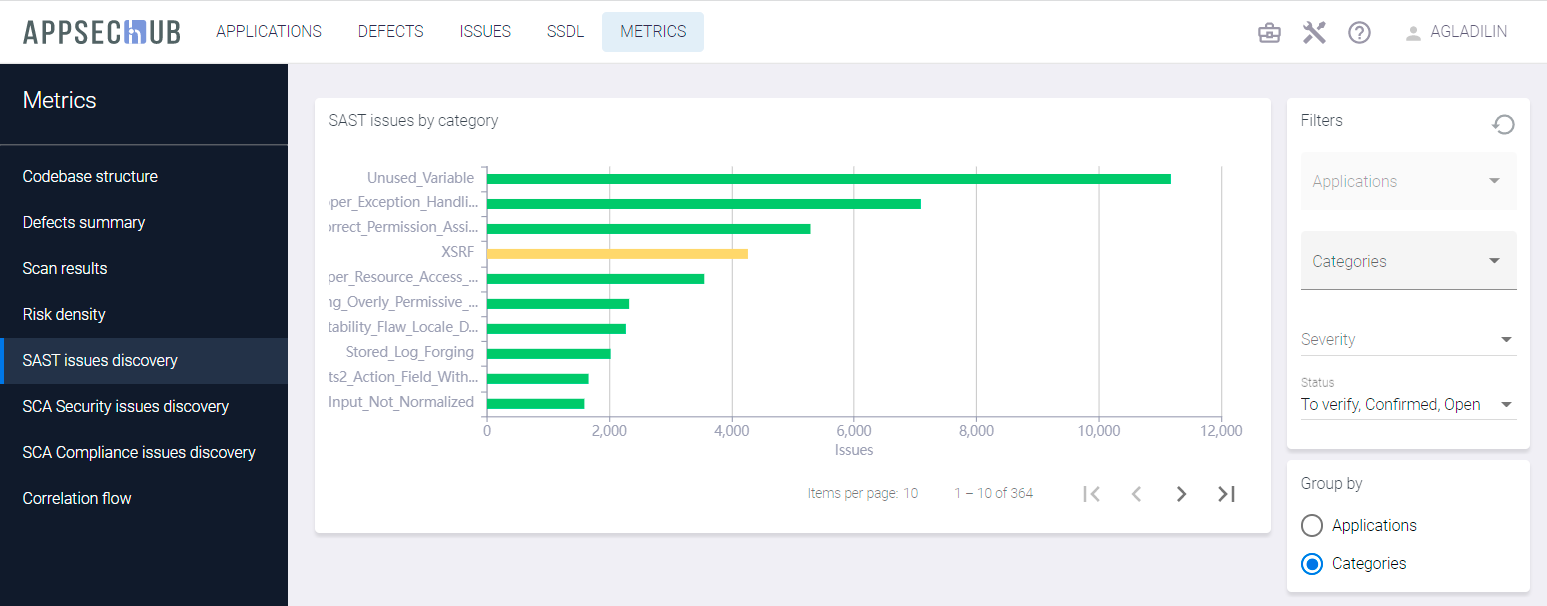 APPSECHUB
APPLICATIONS
DEFECTS
ISSUES
SSDL
METRICS
AGLADILIN
Metrics
Codebase structure
Defects summary
Scan results
Risk density
SAST issues discovery
SCA Security issues discovery
SCA Compliance issues discovery
Correlation flow
SAST issues by category
Unused_Variable
per_Exception_Handli...
rrect_Permission_Assi...
XSRF
per_Resource_Access_...
ng_Overly_Permissive_...
tability_Flaw_Locale_D...
Stored_Log_Forging
ts2_Action_Field_With...
Input_Not_Normalized
0 2,000 4,000 6,000 8,000 10,000 12,000
Issues
Items per page: 10 1 – 10 of 364
Filters
Applications
Categories
Severity
Status
To verify, Confirmed, Open
Group by
Applications
Categories